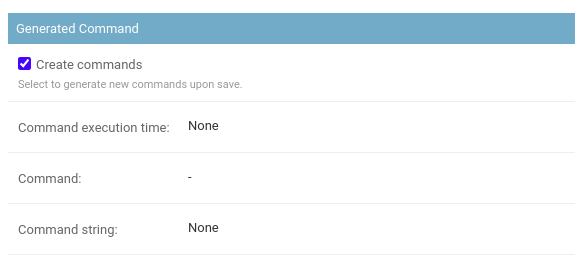 Generated Command
Create commands
Select to generate new commands upon save.
Command execution time: None
Command: -
Command string: None